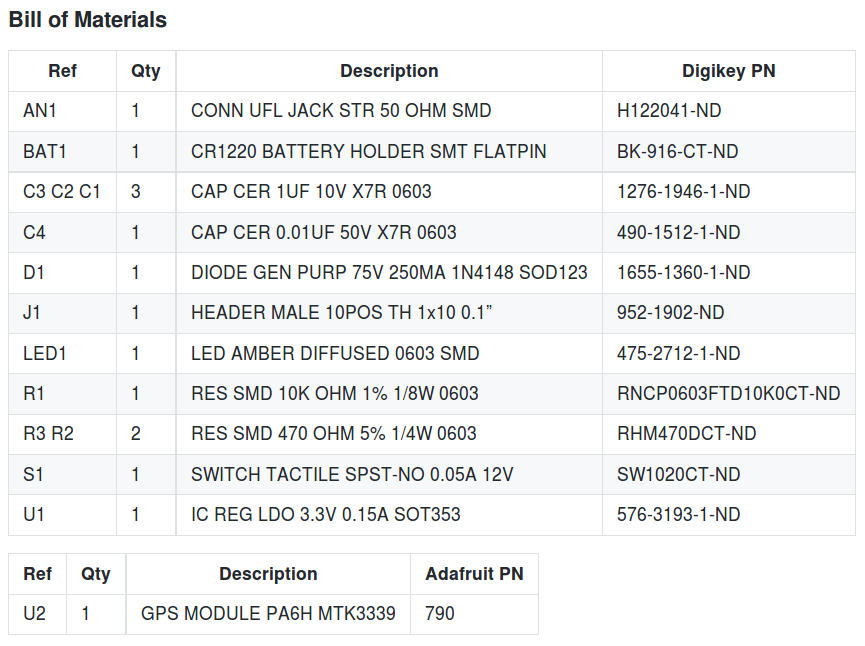 Bill of Materials
Ref Qty Description Digikey PN
AN1 1 CONN UFL JACK STR 50 OHM SMD H122041-ND
BAT1 1 CR1220 BATTERY HOLDER SMT FLATPIN BK-916-CT-ND
C3 C2 C1 3 CAP CER 1UF 10V X7R 0603 1276-1946-1-ND
C4 1 CAP CER 0.01UF 50V X7R 0603 490-1512-1-ND
D1 1 DIODE GEN PURP 75V 250MA 1N4148 SOD123 1655-1360-1-ND
J1 1 HEADER MALE 10POS TH 1x10 0.1” 952-1902-ND
LED1 1 LED AMBER DIFFUSED 0603 SMD 475-2712-1-ND
R1 1 RES SMD 10K OHM 1% 1/8W 0603 RNCP0603FTD10K0CT-ND
R3 R2 2 RES SMD 470 OHM 5% 1/4W 0603 RHM470DCT-ND
S1 1 SWITCH TACTILE SPST-NO 0.05A 12V SW1020CT-ND
U1 1 IC REG LDO 3.3V 0.15A SOT353 576-3193-1-ND
Ref Qty Description Adafruit PN
U2 1 GPS MODULE PA6H MTK3339 790